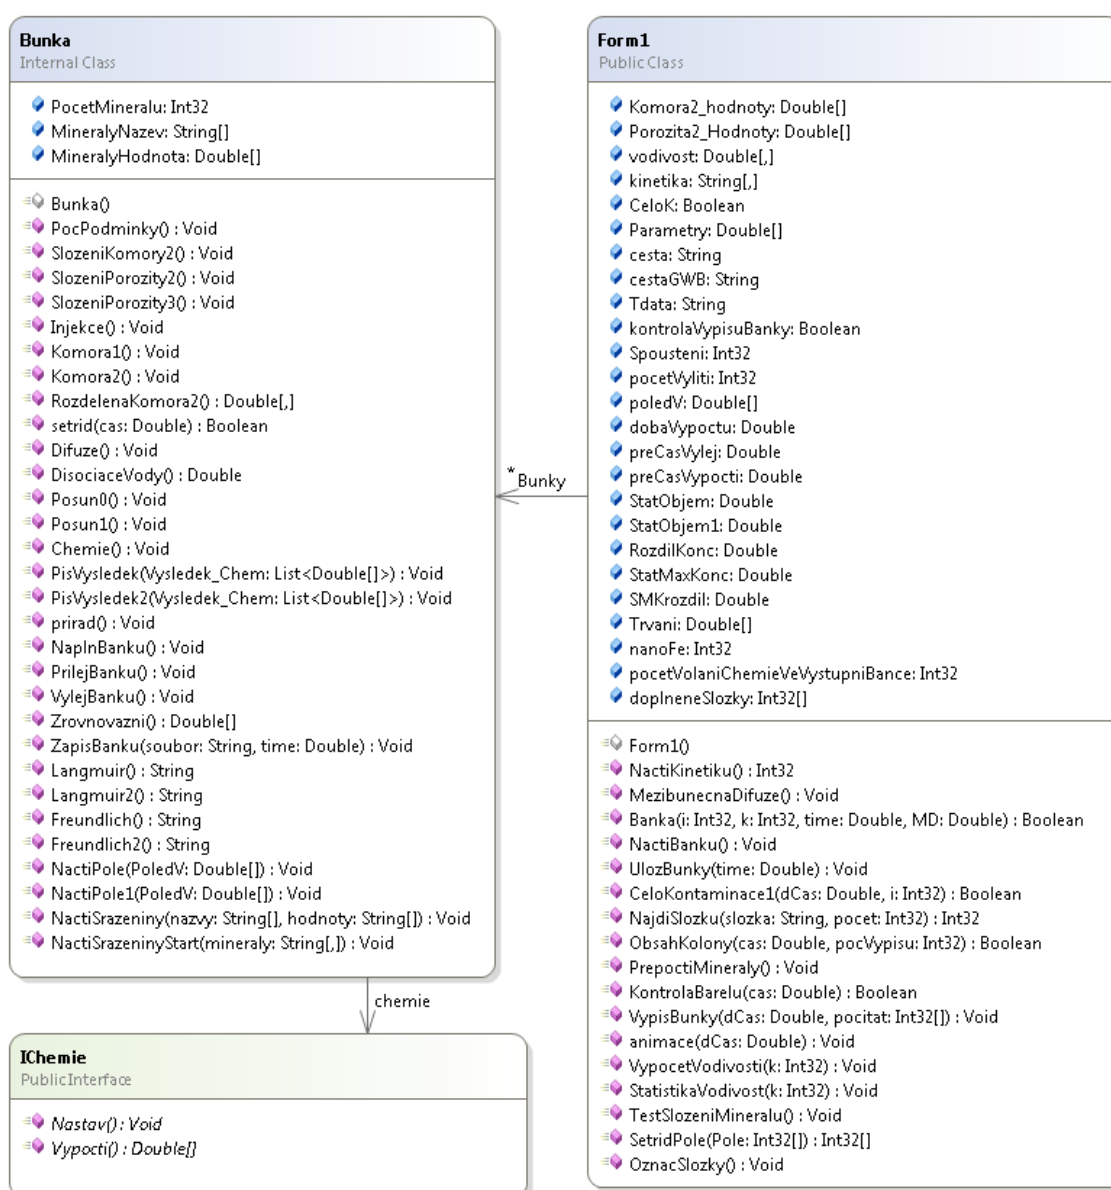 Bunka
Internal Class
PocetMineralu: Int32
MineralyNazev: String[]
MineralyHodnota: Double[]
Bunka()
PocPodminky() : Void
SlozeniKomory2() : Void
SlozeniPorozity2() : Void
SlozeniPorozity3() : Void
Injekce() : Void
Komora1() : Void
Komora2() : Void
RozdelenaKomora2() : Double[,]
setrid(cas: Double) : Boolean
Difuze() : Void
DisociaceVody() : Double
Posun0() : Void
Posun1() : Void
Chemie() : Void
PisVysledek(Vysledek_Chem: List<Double[]>) : Void
PisVysledek2(Vysledek_Chem: List<Double[]>) : Void
prirad() : Void
NaplnBanku() : Void
PrilejBanku() : Void
VylejBanku() : Void
Zrovnovazni() : Double[]
ZapisBanku(soubor: String, time: Double) : Void
Langmuir() : String
Langmuir2() : String
Freundlich() : String
Freundlich2() : String
NactiPole(PoledV: Double[]) : Void
NactiPole1(PoledV: Double[]) : Void
NactiSrazeniny(nazvy: String[], hodnoty: String[]) : Void
NactiSrazeninyStart(mineraly: String[,]) : Void
*
Bunky
chemie
IChemie
Public Interface
Nastav() : Void
Vypocti() : Double[]
Form1
Public Class
Komora2_hodnoty: Double[]
Porozita2_Hodnoty: Double[]
vodivost: Double[,]
kinetika: String[,]
CeloK: Boolean
Parametry: Double[]
cesta: String
cestaGWB: String
Tdata: String
kontrolaVypisuBanky: Boolean
Spousteni: Int32
pocetVyliti: Int32
poledV: Double[]
dobaVypoctu: Double
preCasVylej: Double
preCasVypocti: Double
StatObjem: Double
StatObjem1: Double
RozdilKonc: Double
StatMaxKonc: Double
SMKrozdil: Double
Trvani: Double[]
nanoFe: Int32
pocetVolaniChemieVeVystupniBance: Int32
doplneneSlozky: Int32[]
Form1()
NactiKinetiku() : Int32
MezibunecnaDifuze() : Void
Banka(i: Int32, k: Int32, time: Double, MD: Double) : Boolean
NactiBanku() : Void
UlozBunky(time: Double) : Void
CeloKontaminace1(dCas: Double, i: Int32) : Boolean
NajdiSlozku(slozka: String, pocet: Int32) : Int32
ObsahKolony(cas: Double, pocVypisu: Int32) : Boolean
PrepoctiMineraly() : Void
KontrolaBarelu(cas: Double) : Boolean
VypisBunky(dCas: Double, pocitat: Int32[]) : Void
animace(dCas: Double) : Void
VypocetVodivosti(k: Int32) : Void
StatistikaVodivost(k: Int32) : Void
TestSlozeniMineralu() : Void
SetridPole(Pole: Int32[]) : Int32[]
OznacSlozky() : Void